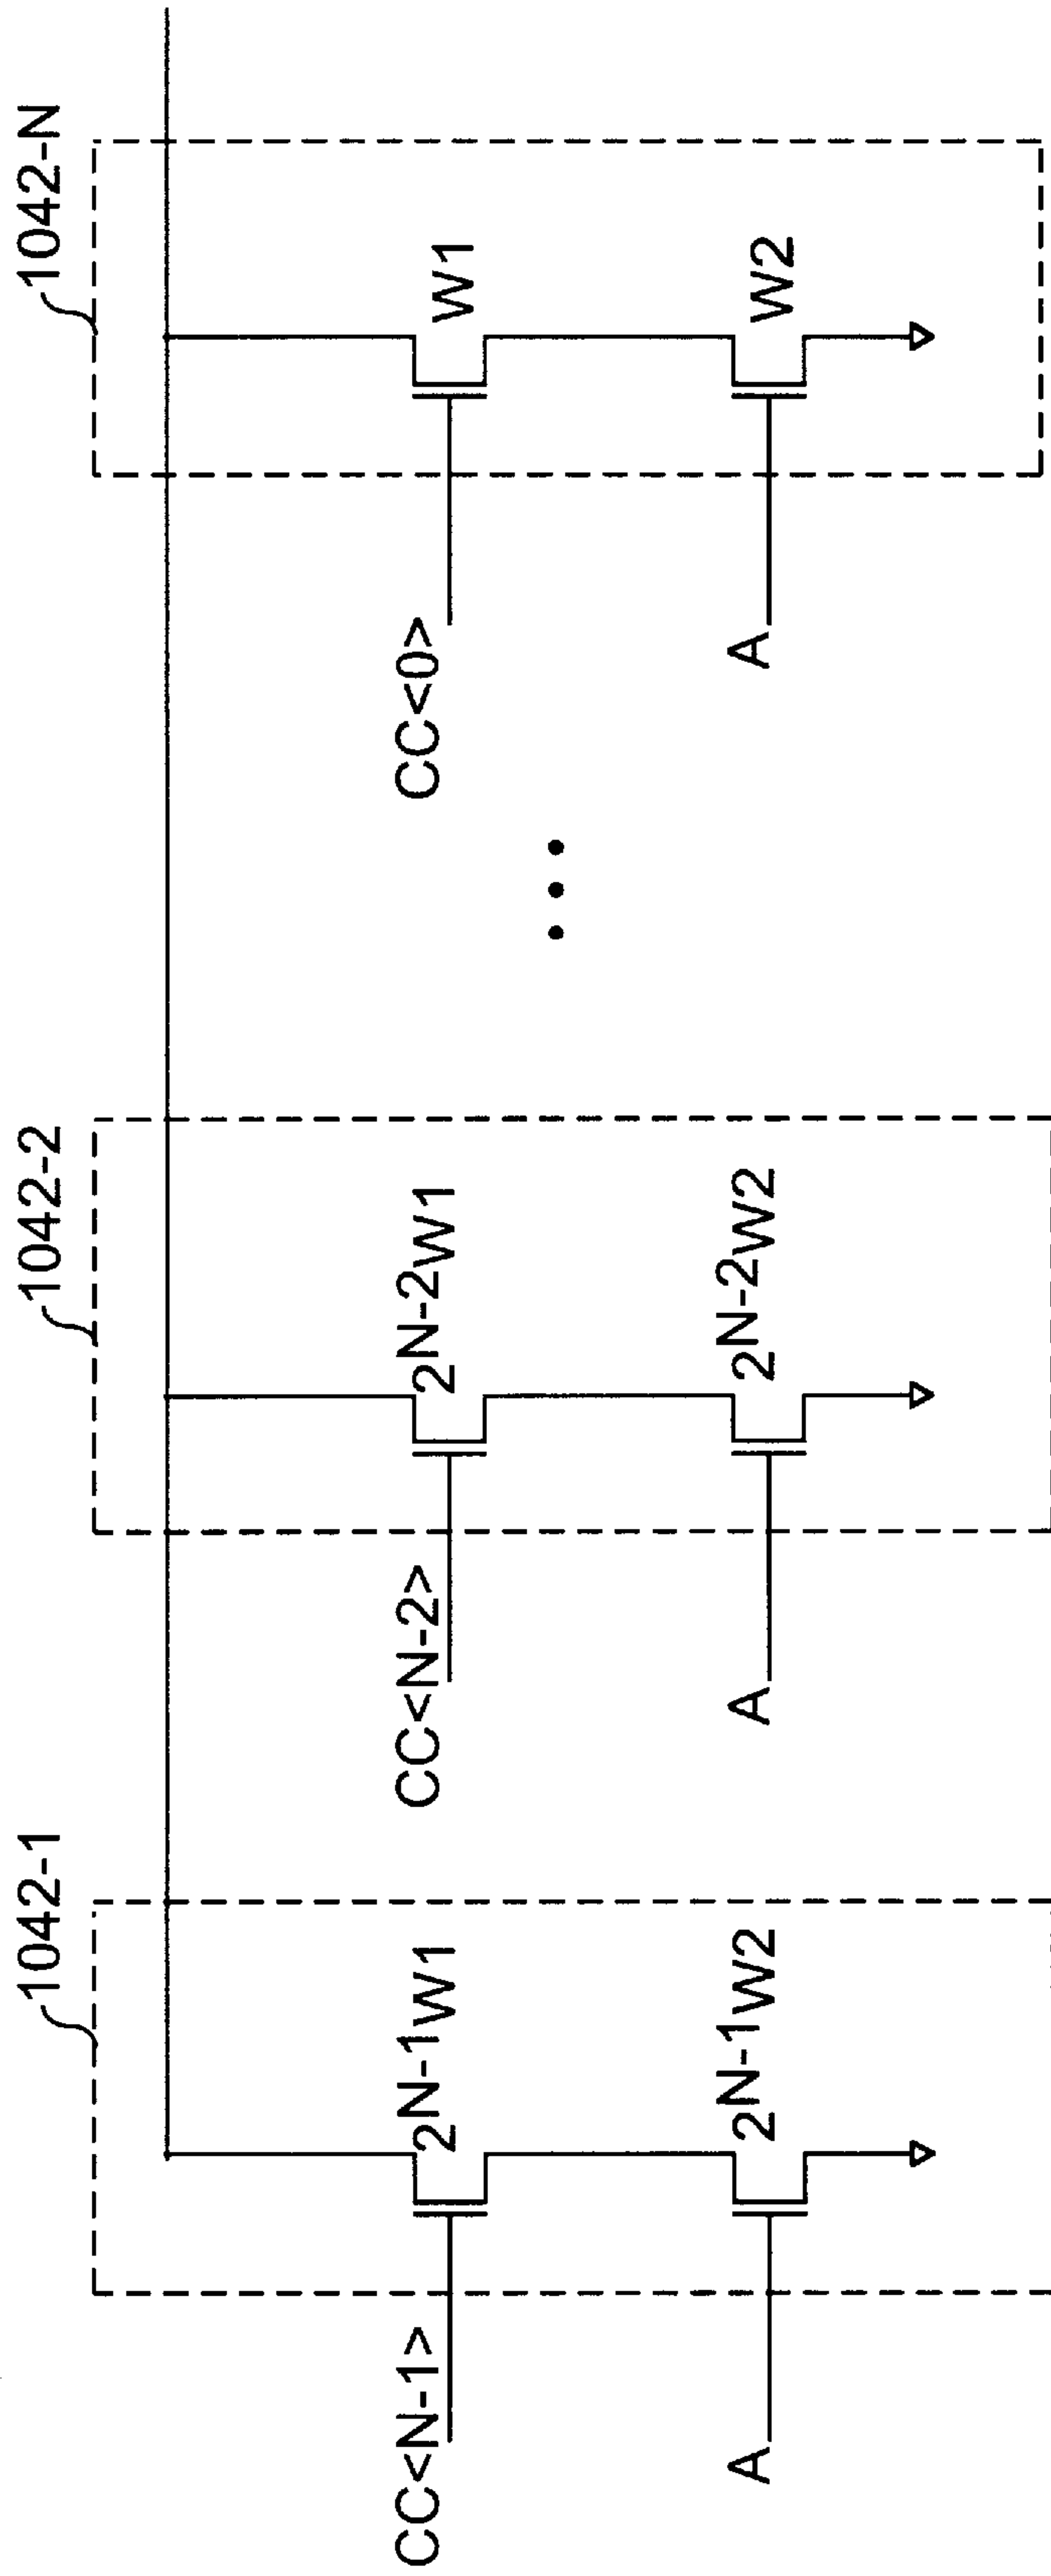 1042-1
1042-2
1042-N
CC<N-1>
2N-1W1
CC<N-2>
2N-2W1
CC<0>
W1
A
2N-1W2
A
2N-2W2
A
W2